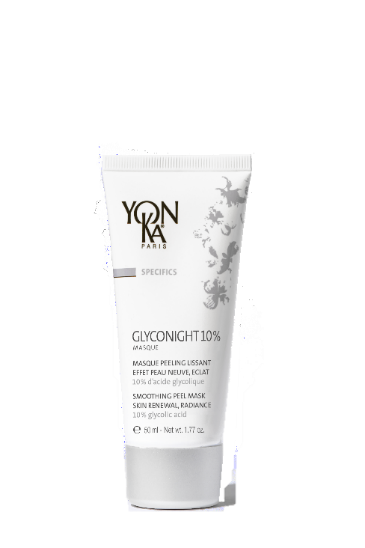 YON
KA®
PARIS
SPECIFICS
GLYCONIGHT 10%
MASQUE
MASQUE PEELING LISSANT
EFFET PEAU NEUVE, ECLAT
10% d'acide glycolique
SMOOTHING PEEL MASK
SKIN RENEWAL, RADIANCE
10% glycolic acid
℮ 50 ml - Net wt. 1.77 oz.